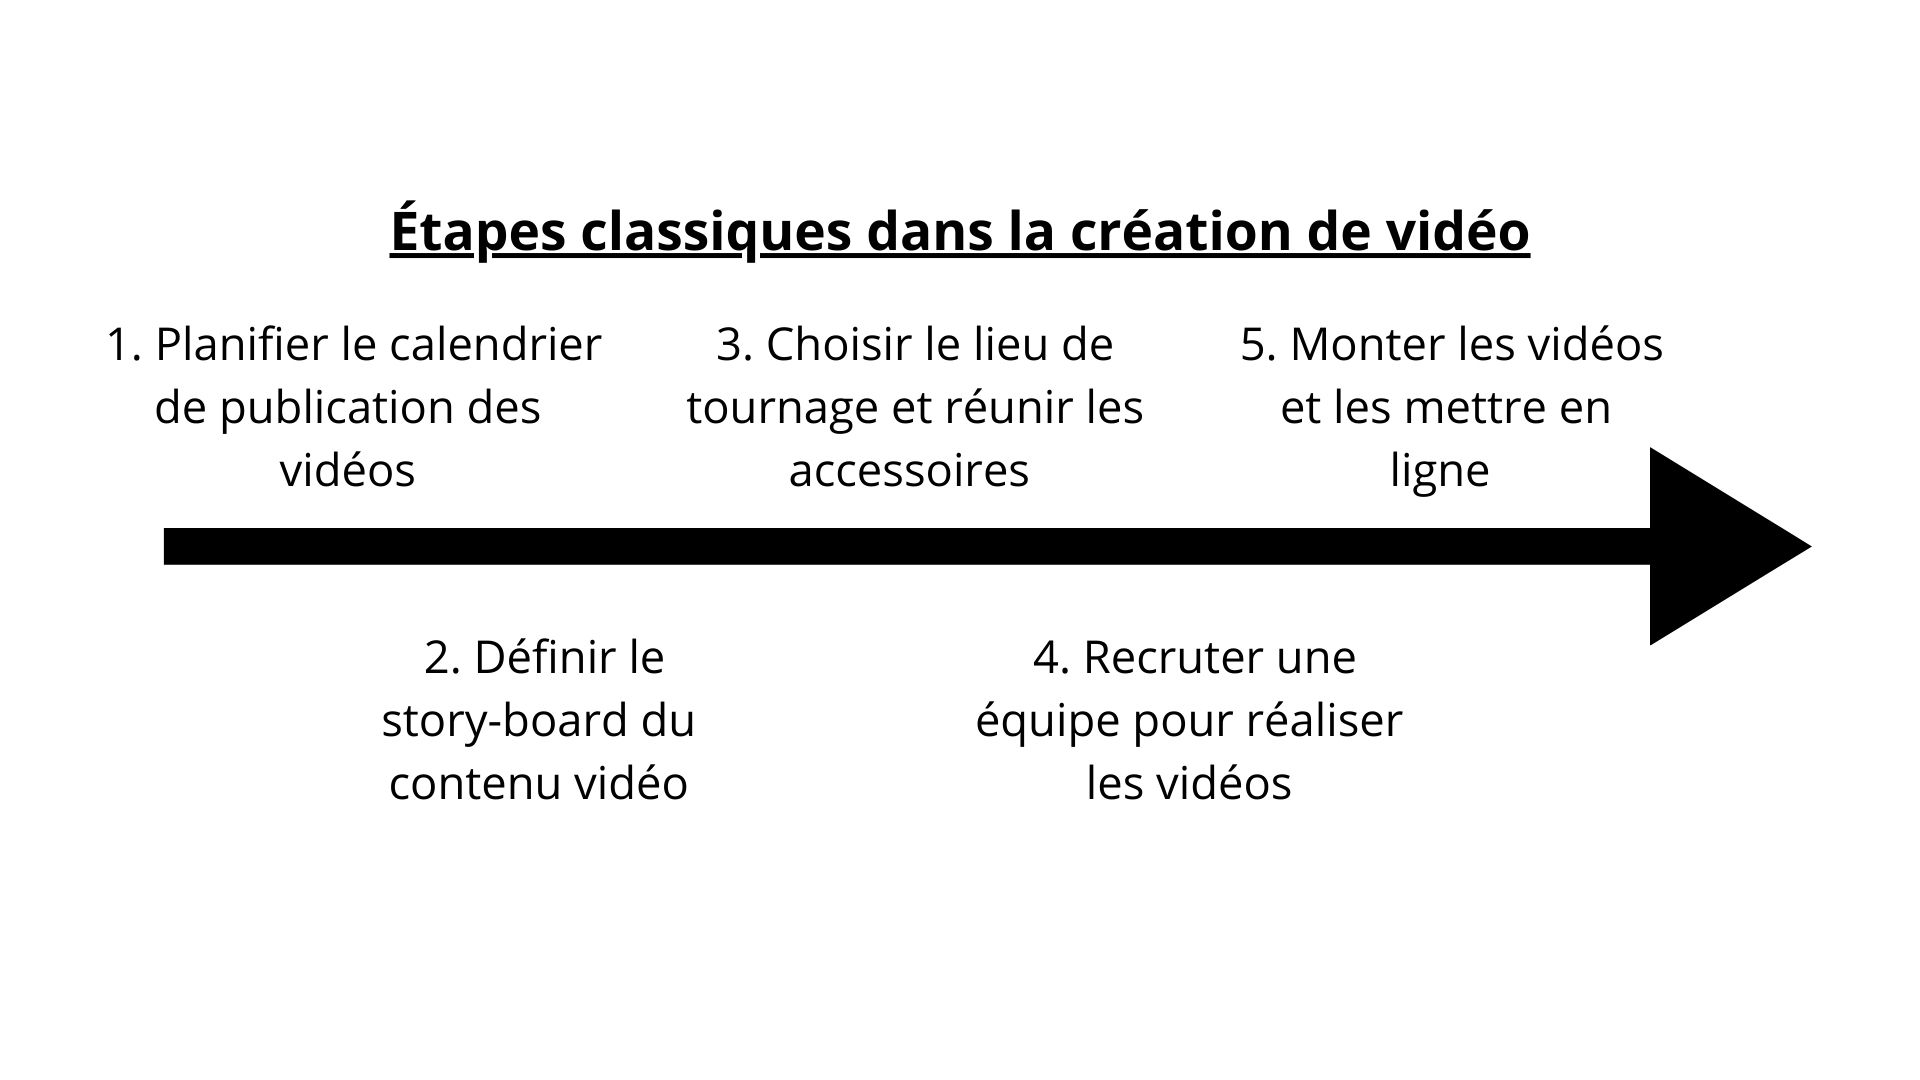 Étapes classiques dans la création de vidéo
1. Planifier le calendrier
de publication des
vidéos
2. Définir le
story-board du
contenu vidéo
3. Choisir le lieu de
tournage et réunir les
accessoires
4. Recruter une
équipe pour réaliser
les vidéos
5. Monter les vidéos
et les mettre en
ligne